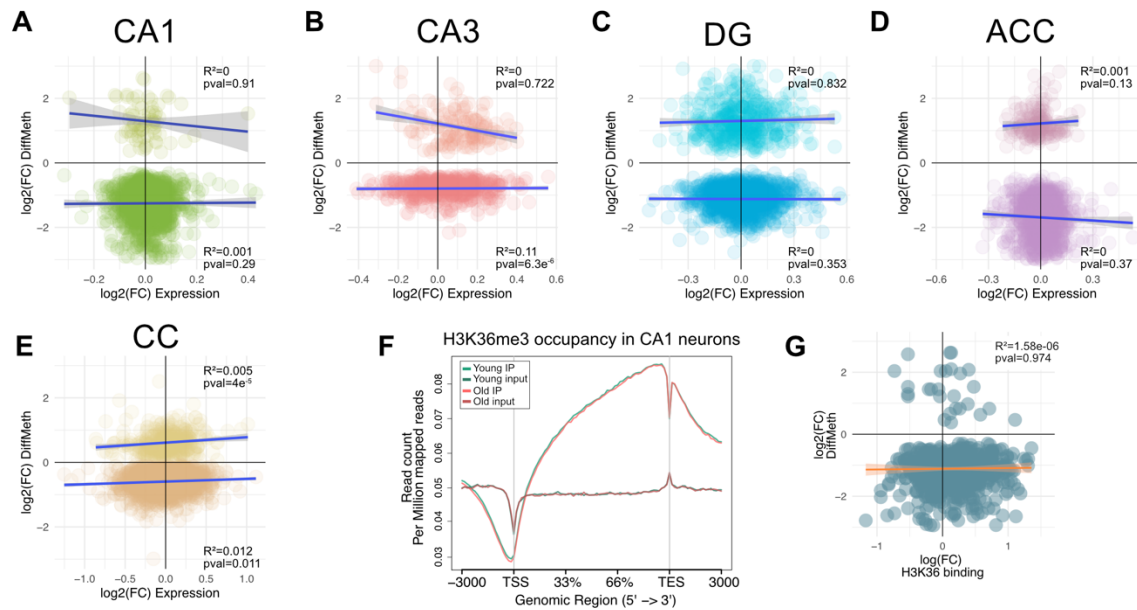 A
CA1
R²=0
pval=0.91
2
0
−2
log2(FC) DiffMeth
R²=0.001
pval=0.29
−0.4
−0.2
0.0
0.2
0.4
log2(FC) Expression
B
CA3
R²=0
pval=0.722
2
0
−2
log2(FC) DiffMeth
R²=0.11
pval=6.3e⁻⁶
−0.4
0.0
0.4
0.6
log2(FC) Expression
C
DG
R²=0
pval=0.832
2
0
−2
log2(FC) DiffMeth
R²=0
pval=0.353
−0.3
0.0
0.3
0.6
log2(FC) Expression
D
ACC
R²=0.001
pval=0.13
2
0
−2
log2(FC) DiffMeth
R²=0
pval=0.37
−0.6
−0.3
0.0
0.3
log2(FC) Expression
E
CC
R²=0.005
pval=4e⁻⁵
2
0
−2
log2(FC) DiffMeth
R²=0.012
pval=0.011
−1.0
−0.5
0.0
0.5
1.0
log2(FC) Expression
F
H3K36me3 occupancy in CA1 neurons
Young IP
Young input
Old IP
Old input
Read count
Per Million mapped reads
0.08
0.07
0.06
0.05
0.04
0.03
−3000
TSS
33%
66%
TES
3000
Genomic Region (5' −> 3')
G
R²=1.58e-06
pval=0.974
2
0
−2
log2(FC)
DiffMeth
−1
0
1
log(FC)
H3K36 binding